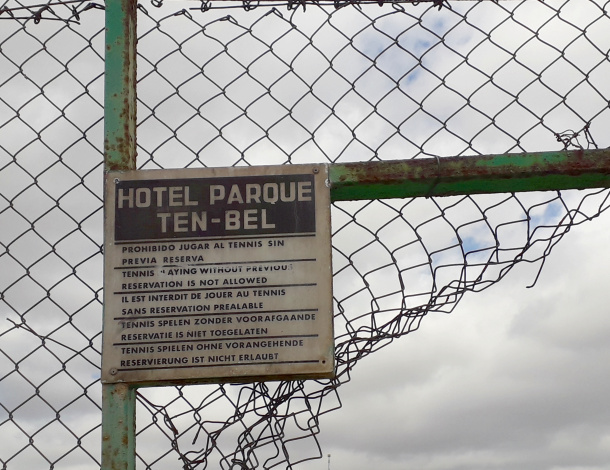 HOTEL PARQUE
TEN-BEL
PROHIBIDO JUGAR AL TENNIS SIN
PREVIA RESERVA
TENNIS AYING WITHOUT PREVIOUS
RESERVATION IS NOT ALLOWED
IL EST INTERDIT DE JOUER AU TENNIS
SANS RESERVATION PREALABLE
TENNIS SPELEN ZONDER VOORAFGAANDE
RESERVATIE IS NIET TOEGELATEN
TENNIS SPIELEN OHNE VORANGEHENDE
RESERVIERUNG IST NICHT ERLAUBT